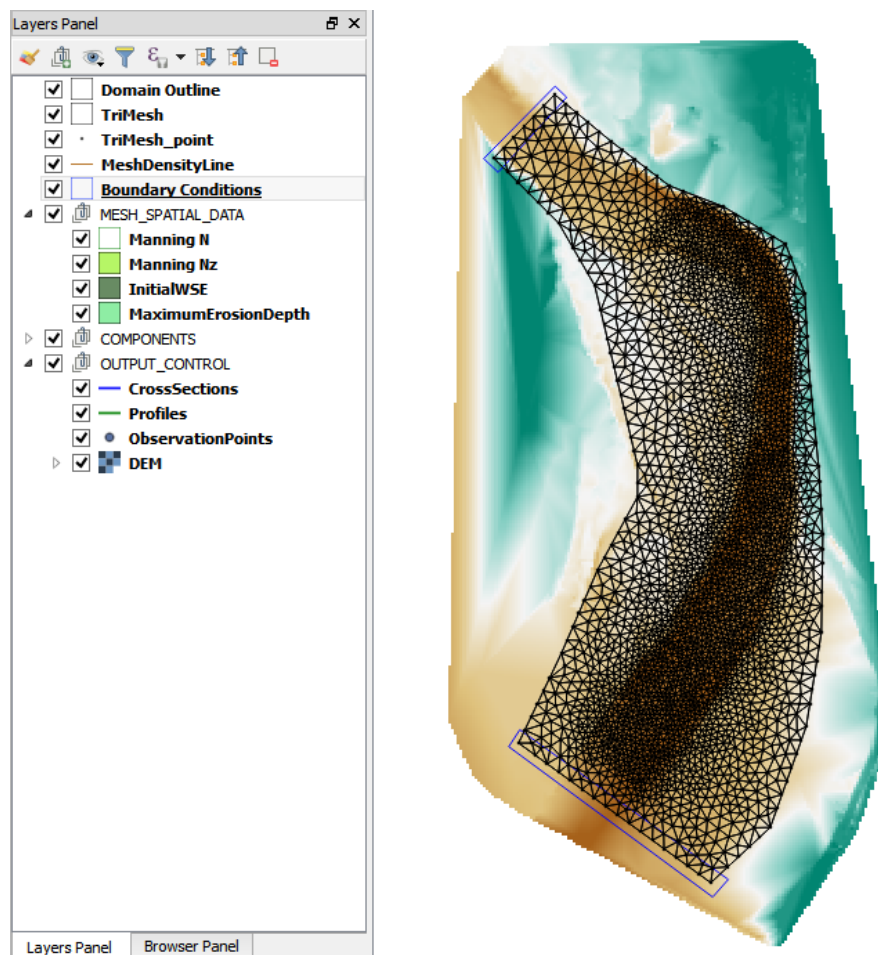 Layers Panel
Domain Outline
TriMesh
TriMesh_point
MeshDensityLine
Boundary Conditions
MESH_SPATIAL_DATA
Manning N
Manning Nz
InitialWSE
MaximumErosionDepth
COMPONENTS
OUTPUT_CONTROL
CrossSections
Profiles
ObservationPoints
DEM
Layers Panel Browser Panel